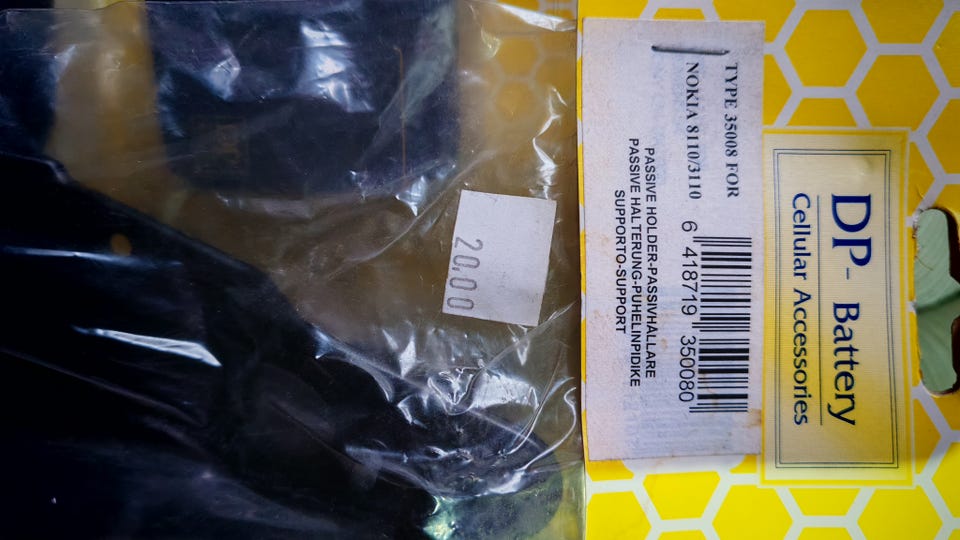 DP- Battery
Cellular Accessories
TYPE 35008 FOR
NOKIA 8110/3110
6 418719 350080
PASSIVE HOLDER-PASSIVHALLARE
PASSIVE HALTERUNG-PUHELINPIDIKE
SUPPORTO-SUPPORT
20.00